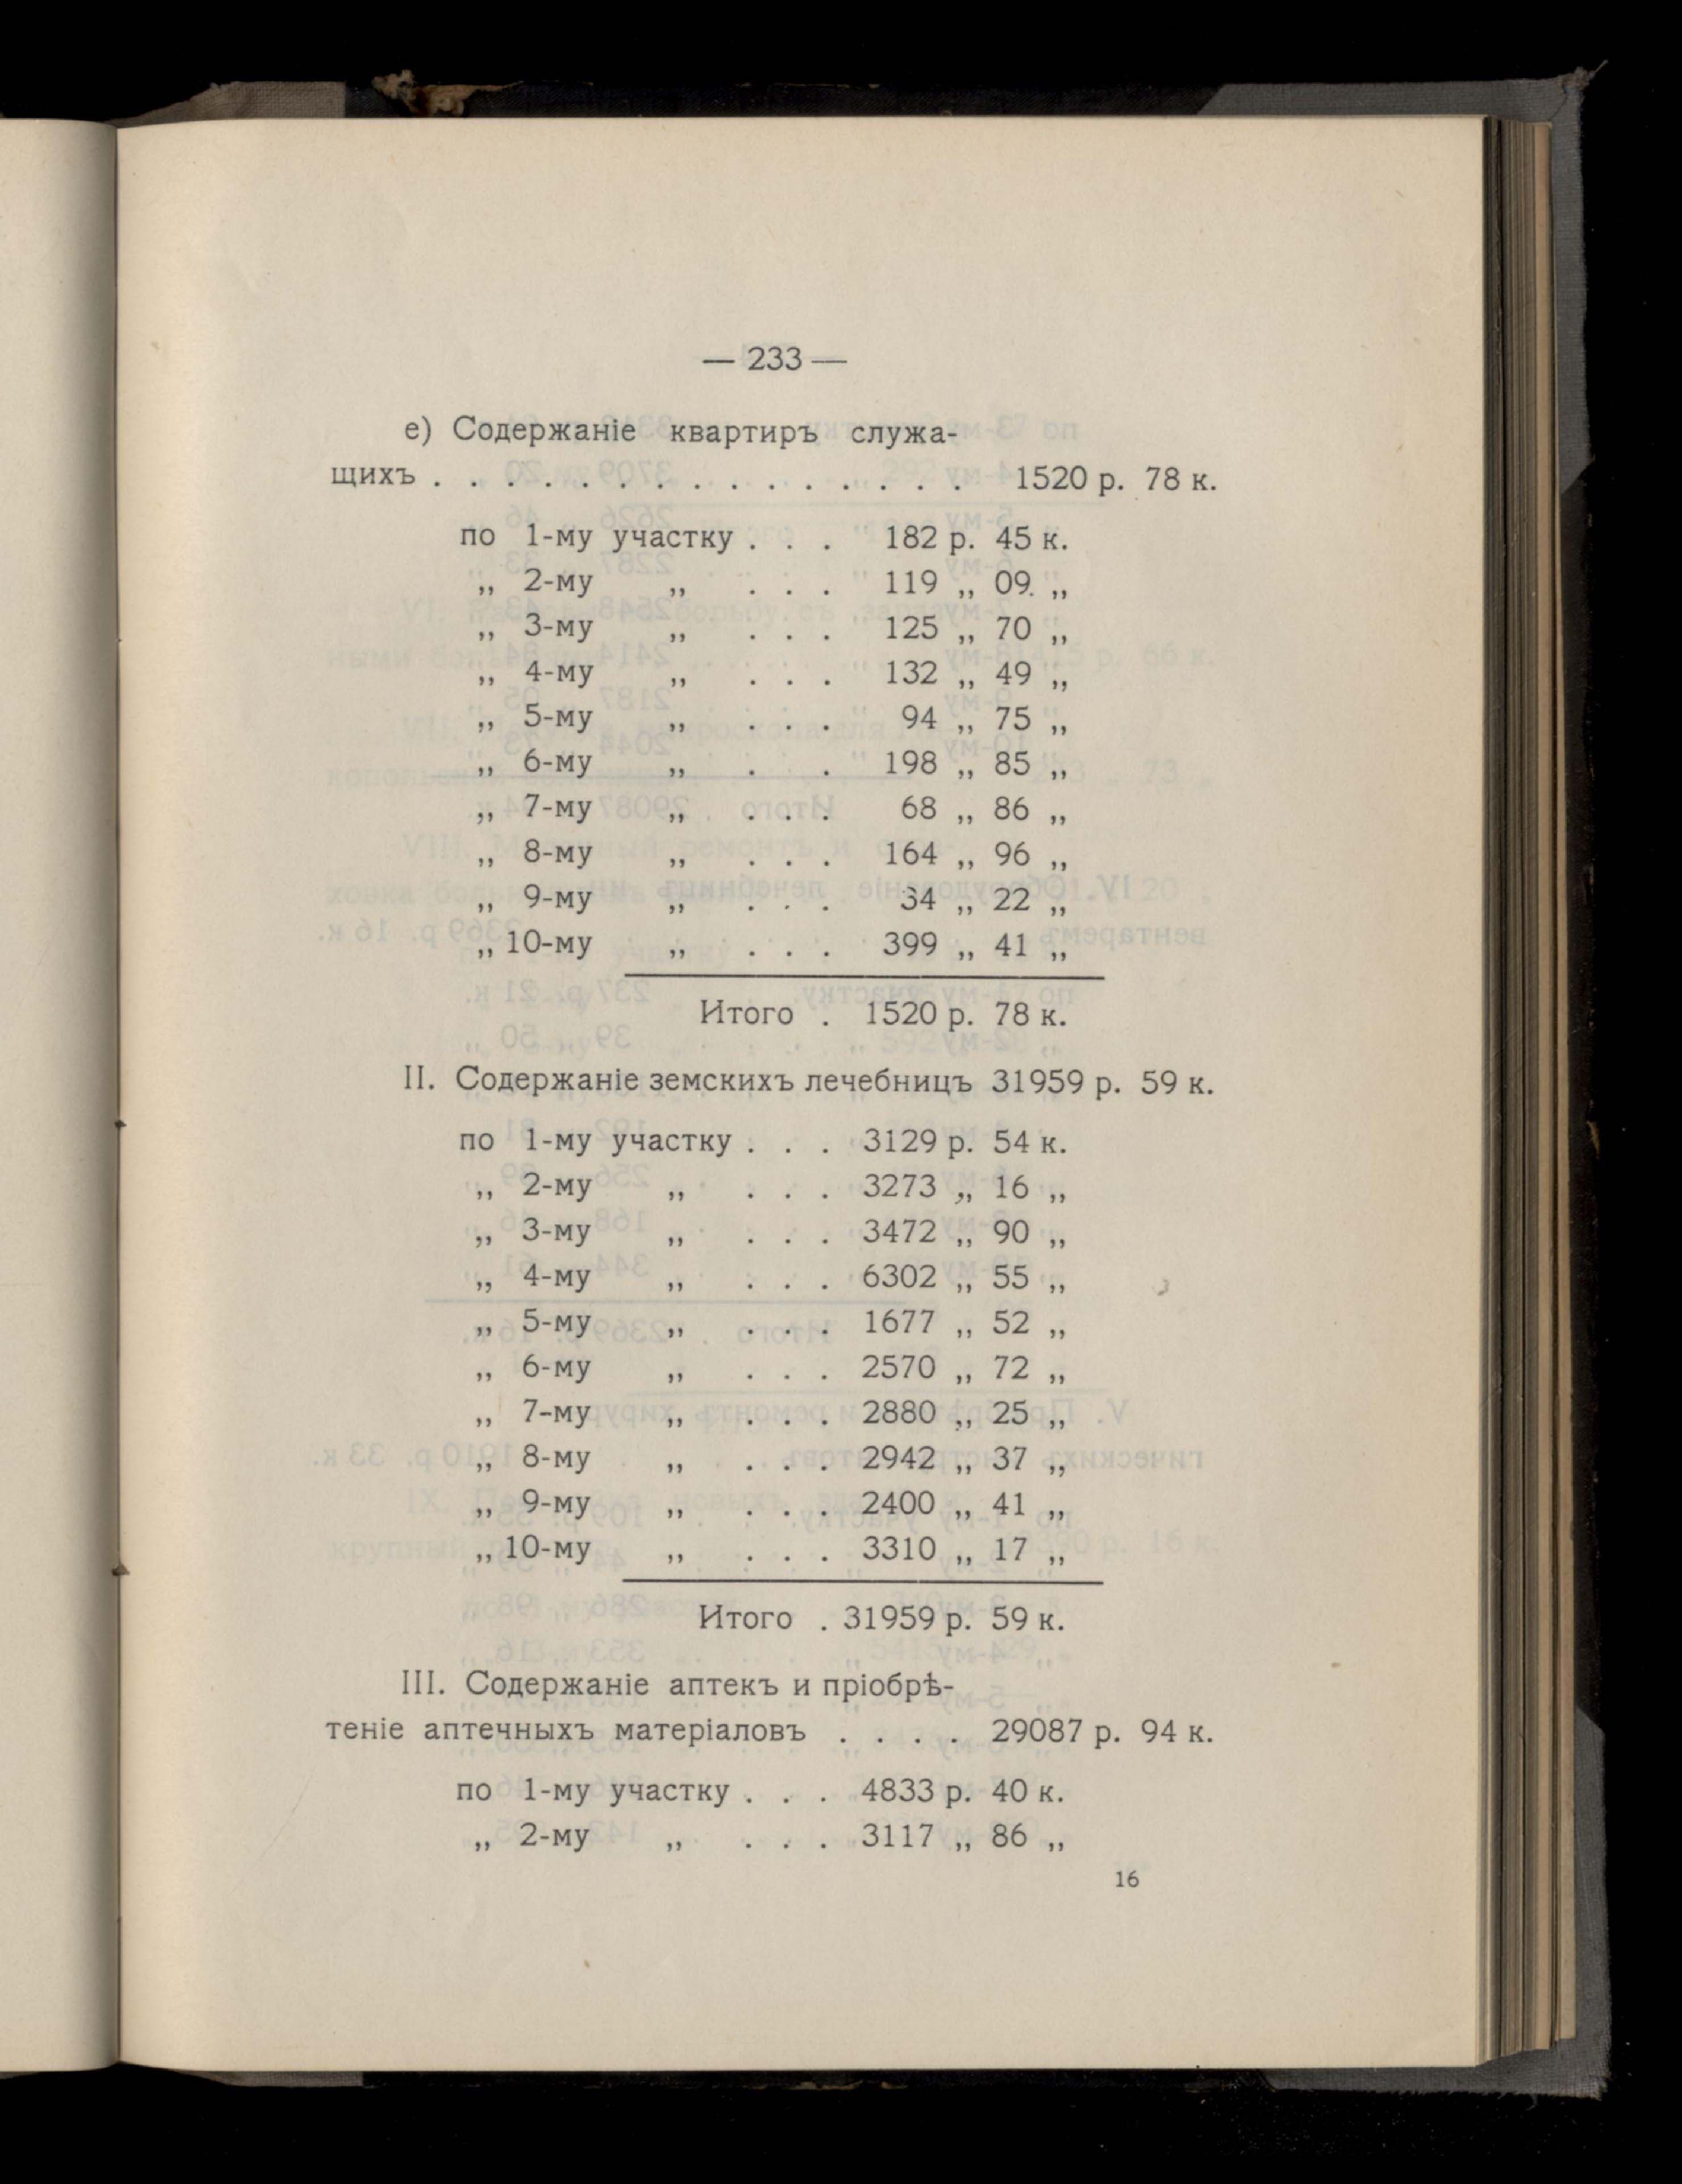 — 233 —
е) Содержаніе квартиръ служа-
щихъ . . . . . . . . . . . . . . . 1520 р. 78 к.
по 1-му участку . . . 182 р. 45 к.
„ 2-му „ . . . 119 „ 09 „
„ 3-му „ . . . 125 „ 70 „
„ 4-му „ . . . 132 „ 49 „
„ 5-му „ . . . 94 „ 75 „
„ 6-му „ . . . 198 „ 85 „
„ 7-му „ . . . 68 „ 86 „
„ 8-му „ . . . 164 „ 96 „
„ 9-му „ . . . 34 „ 22 „
„ 10-му „ . . . 399 „ 41 „
Итого . 1520 р. 78 к.
II. Содержаніе земскихъ лечебницъ 31959 р. 59 к.
по 1-му участку . . . 3129 р. 54 к.
„ 2-му „ . . . 3273 „ 16 „
„ 3-му „ . . . 3472 „ 90 „
„ 4-му „ . . . 6302 „ 55 „
„ 5-му „ . . . 1677 „ 52 „
„ 6-му „ . . . 2570 „ 72 „
„ 7-му „ . . . 2880 „ 25 „
„ 8-му „ . . . 2942 „ 37 „
„ 9-му „ . . . 2400 „ 41 „
„ 10-му „ . . . 3310 „ 17 „
Итого . 31959 р. 59 к.
III. Содержаніе аптекъ и пріобрѣ-
теніе аптечныхъ матеріаловъ . . . . 29087 р. 94 к.
по 1-му участку . . . 4833 р. 40 к.
„ 2-му „ . . . 3117 „ 86 „
16